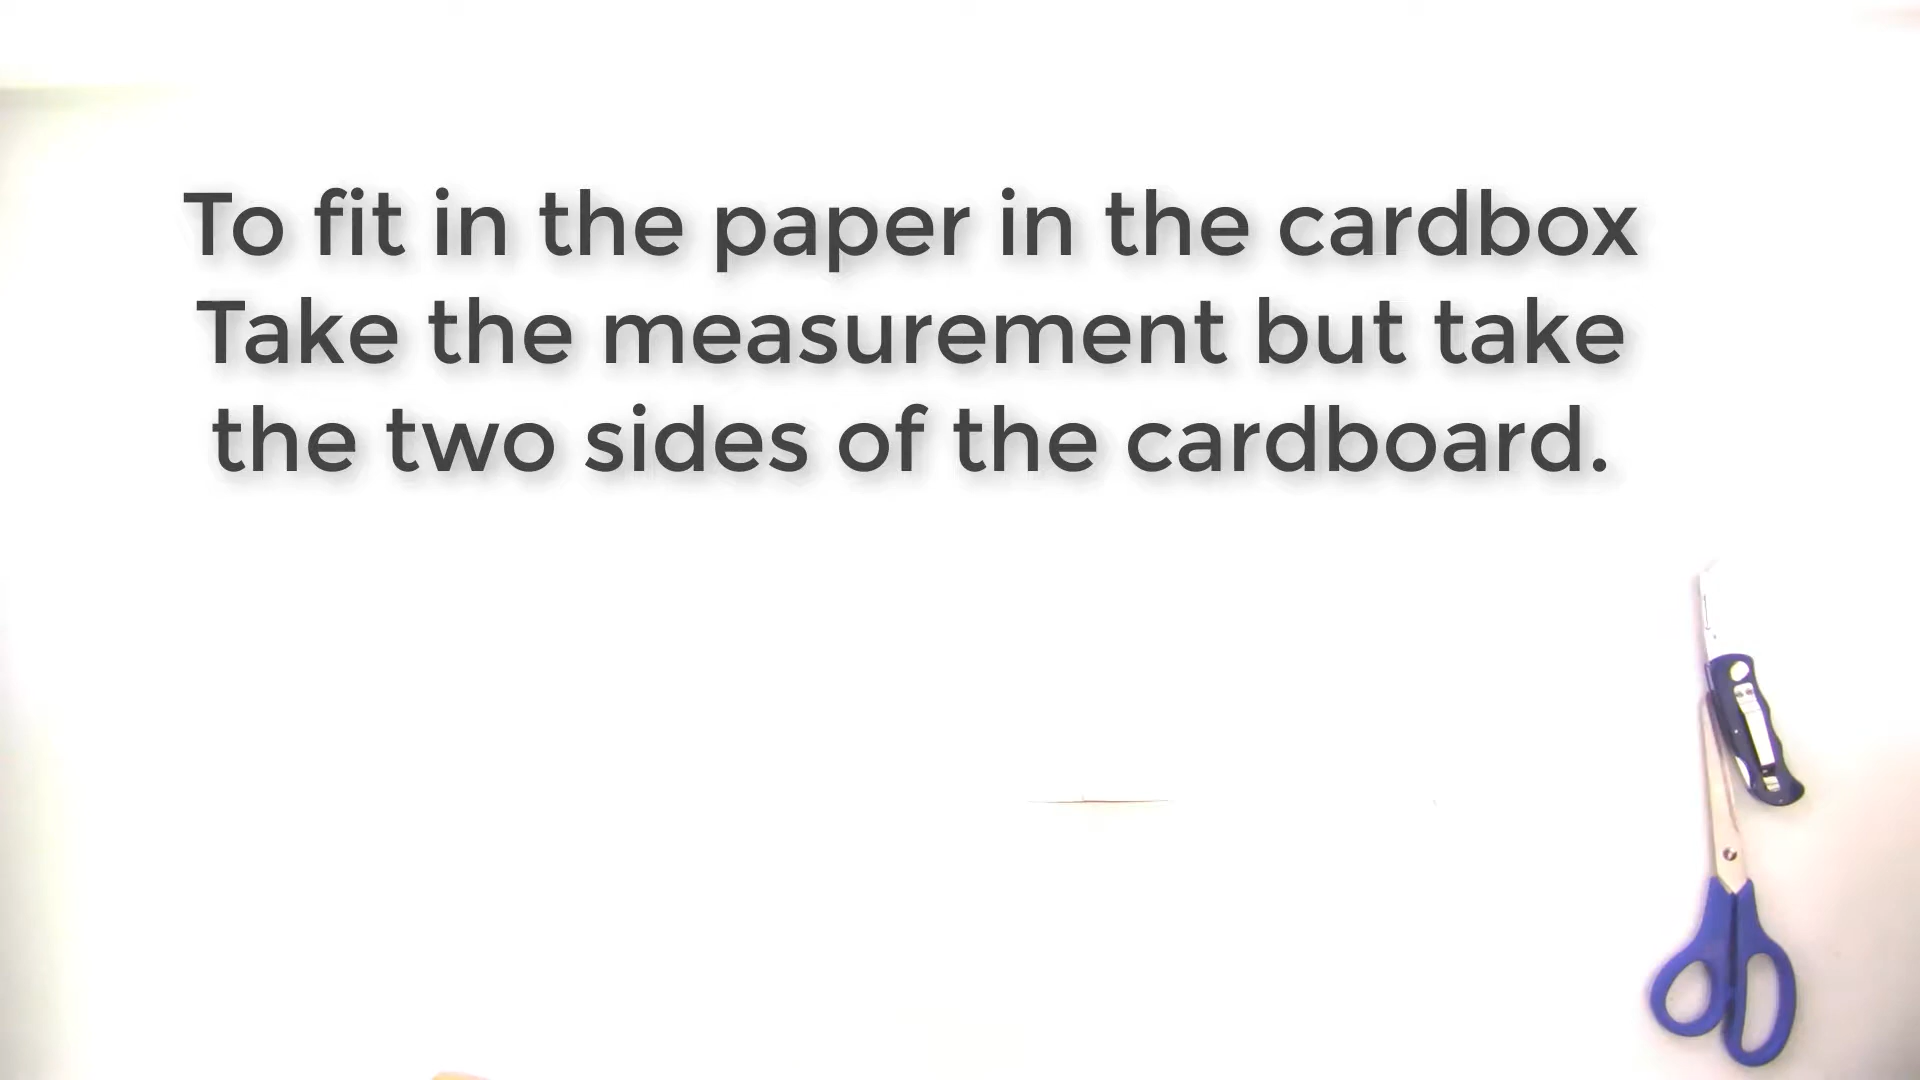 To fit in the paper in the cardbox
Take the measurement but take
the two sides of the cardboard.